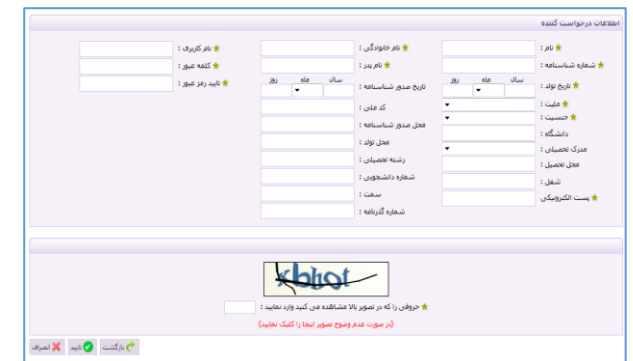 اطلاعات درخواست کننده
★ نام :
★ نام خانوادگی :
★ نام کاربری :
★ شماره شناسنامه :
★ نام پدر :
★ کلمه عبور :
روز ماه سال
★ تاریخ تولد :
روز ماه سال
تاریخ صدور شناسنامه :
★ تایید رمز عبور :
★ ملیت :
کد ملی :
★ جنسیت :
محل صدور شناسنامه :
دانشگاه :
محل تولد :
مدرک تحصیلی :
رشته تحصیلی :
محل تحصیل :
شماره دانشجویی :
شغل :
سمت :
★ پست الکترونیکی
شماره گذرنامه :
★ حروفی را که در تصویر بالا مشاهده می کنید وارد نمایید :
(در صورت عدم وضوح تصویر اینجا را کلیک نمایید)
بازگشت تایید انصراف